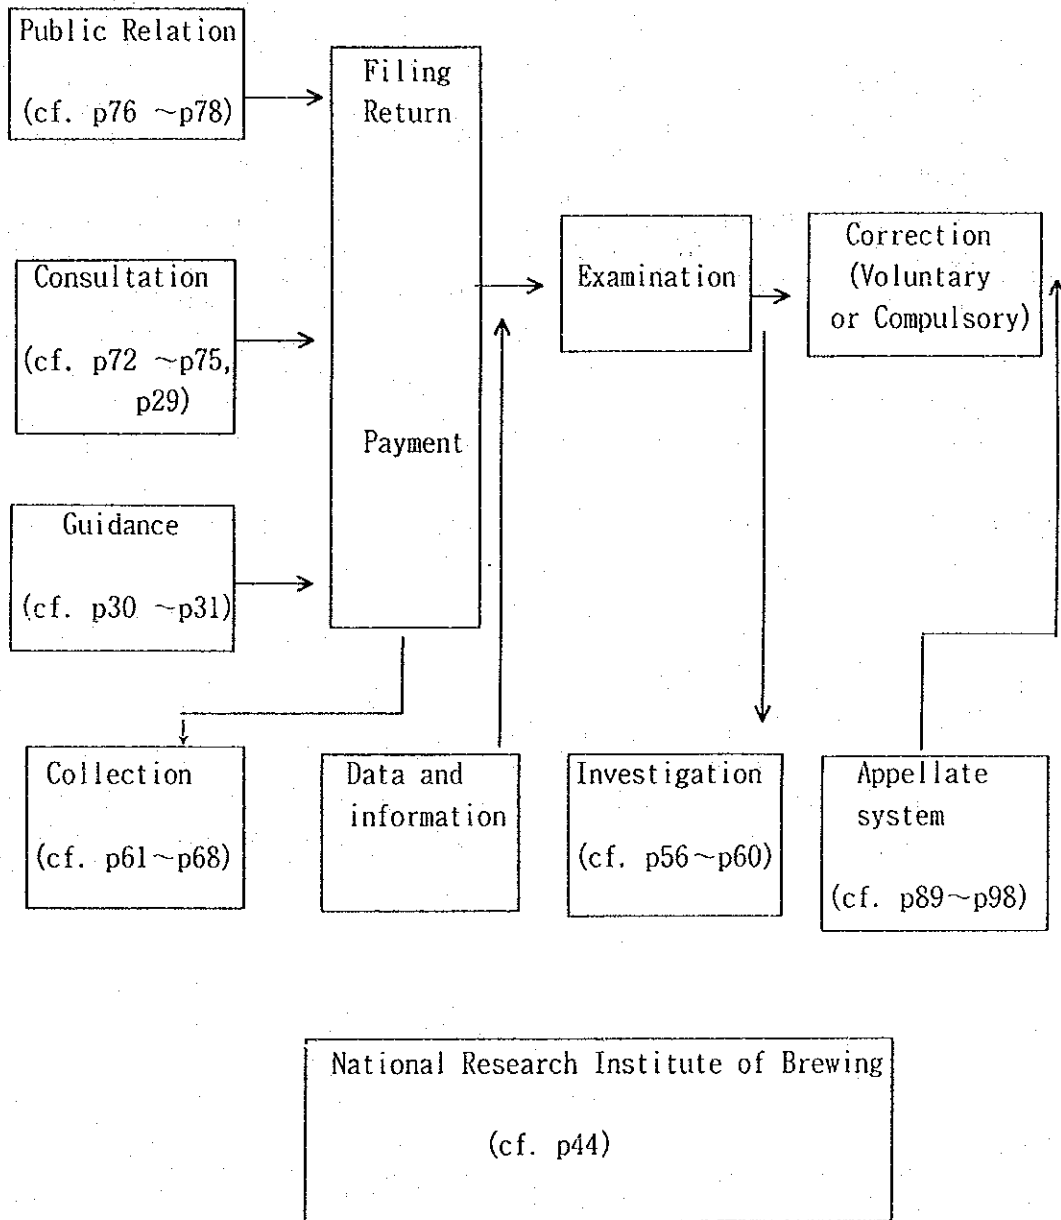 Public Relation
(cf. p76 ~p78)
Filing
Return
Payment
Consultation
(cf. p72 ~p75,
p29)
Guidance
(cf. p30 ~p31)
Examination
Correction
(Voluntary
or Compulsory)
Collection
(cf. p61~p68)
Data and
information
Investigation
(cf. p56~p60)
Appellate
system
(cf. p89~p98)
National Research Institute of Brewing
(cf. p44)